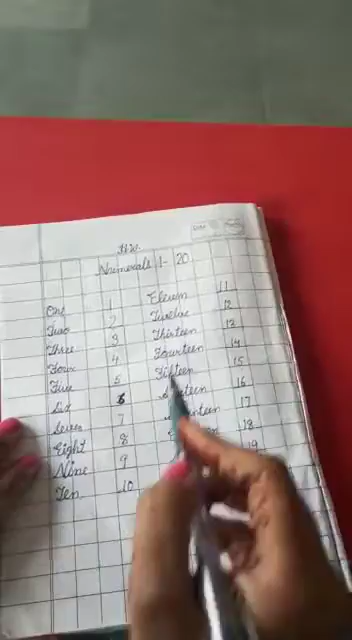 H.W.
Numerals 1- 20
One 1 Eleven 11
Two 2 Twelve 12
Three 3 Thirteen 13
Four 4 Fourteen 14
Five 5 Fifteen 15
Six 6 16
Seven 7 17
Eight 8 18
Nine 9 19
Ten 10